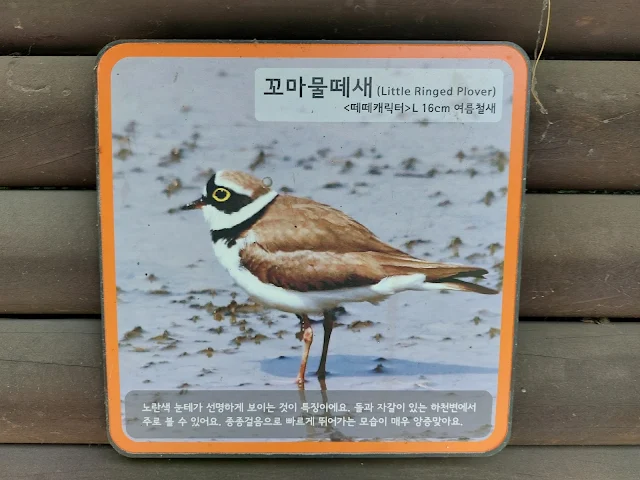 꼬마물떼새 (Little Ringed Plover)
<떼떼캐릭터>L 16cm 여름철새
노란색 눈테가 선명하게 보이는 것이 특징이에요. 돌과 자갈이 있는 하천변에서
주로 볼 수 있어요. 종종걸음으로 빠르게 뛰어가는 모습이 매우 앙증맞아요.